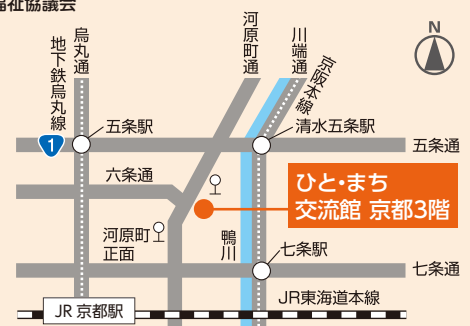 福祉協議会
地下鉄烏丸線
烏丸通
河原町通
川端通
京阪本線
N
1
五条駅
清水五条駅
五条通
六条通
ひと・まち
交流館 京都3階
河原町
正面
鴨川
七条駅
七条通
JR東海道本線
JR 京都駅